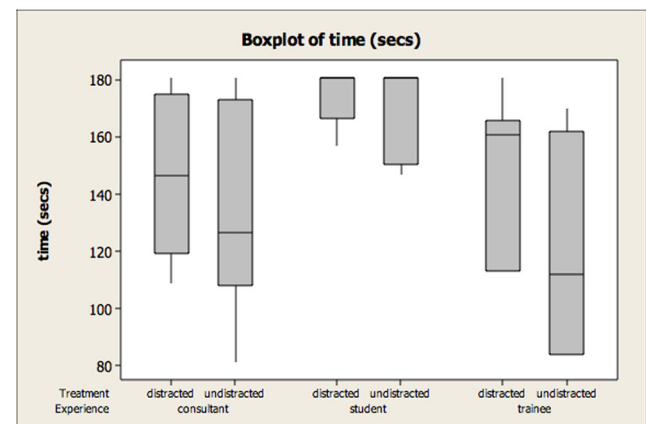 Boxplot of time (secs)
180
160
140
120
100
80
time (secs)
Treatment distracted undistracted distracted undistracted distracted undistracted
Experience consultant student trainee